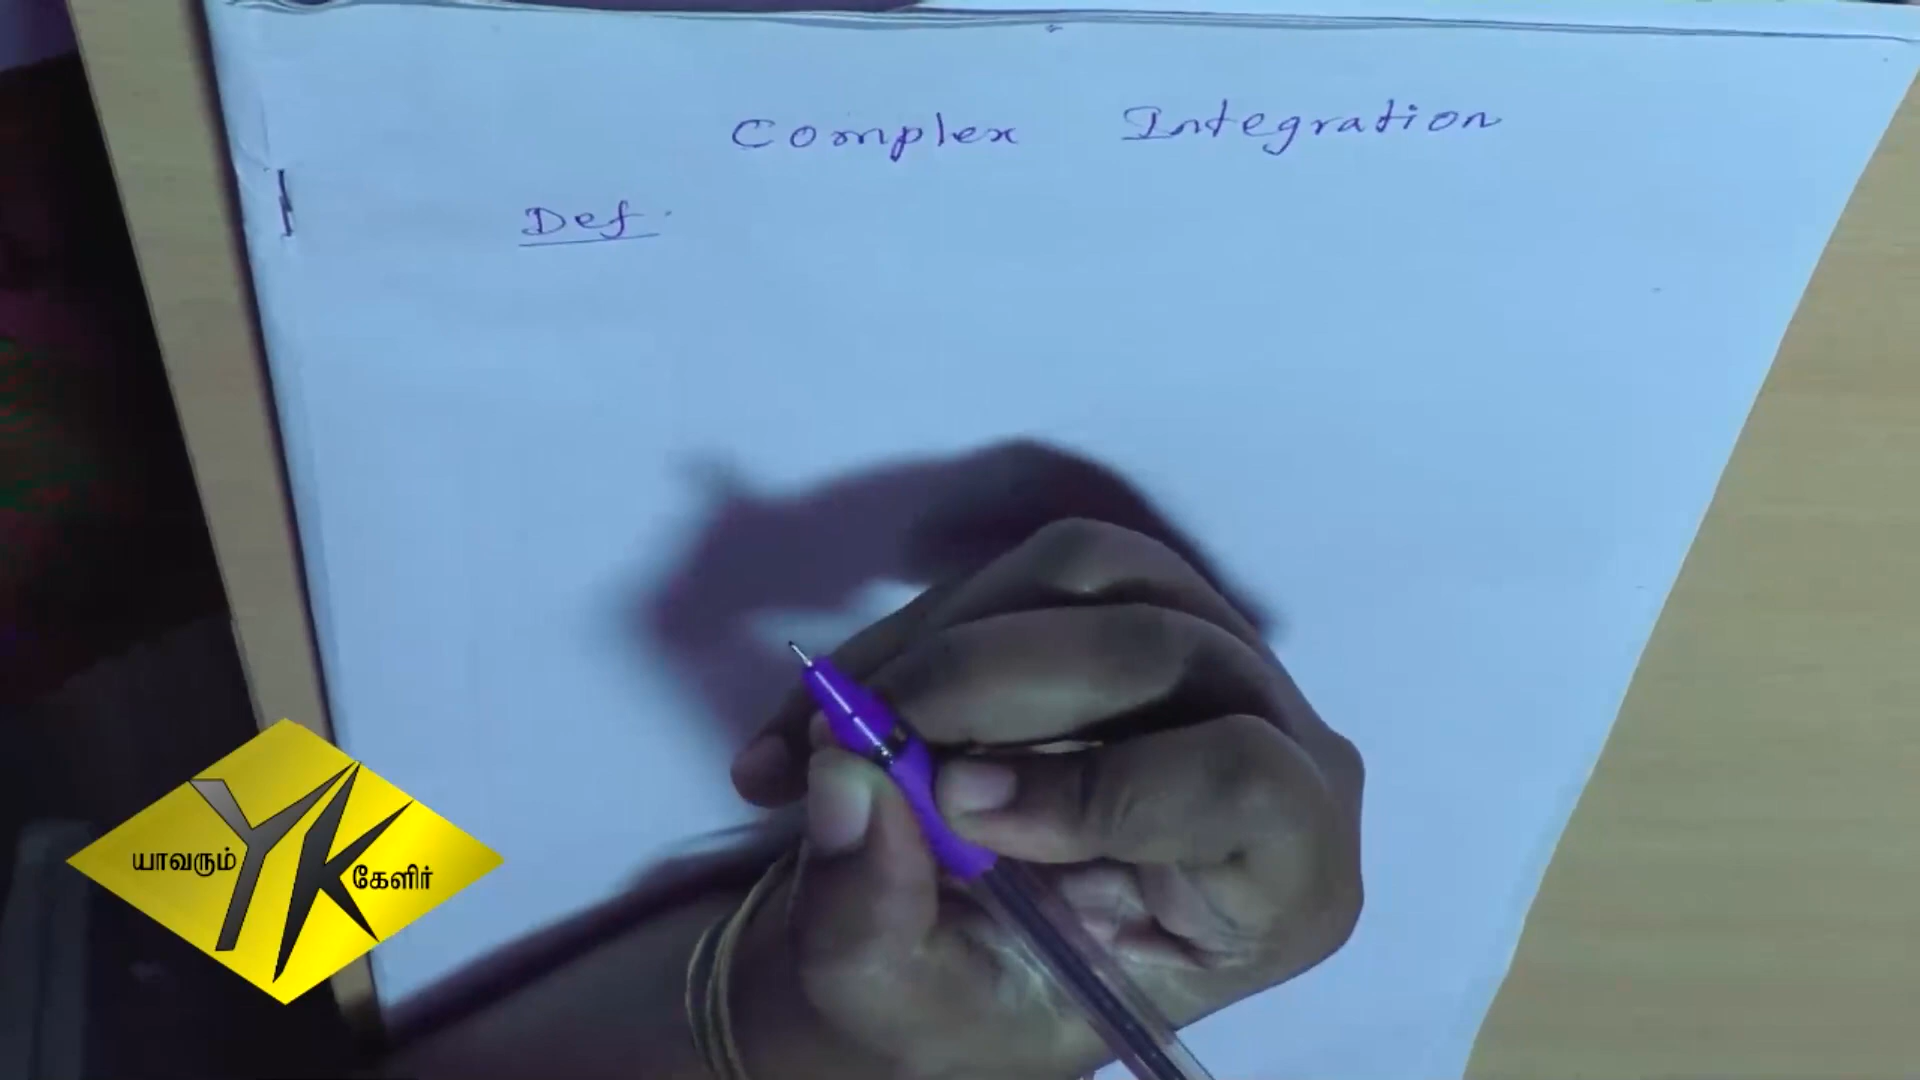 Complex Integration
Def.
YK
யாவரும்
கேளிர்